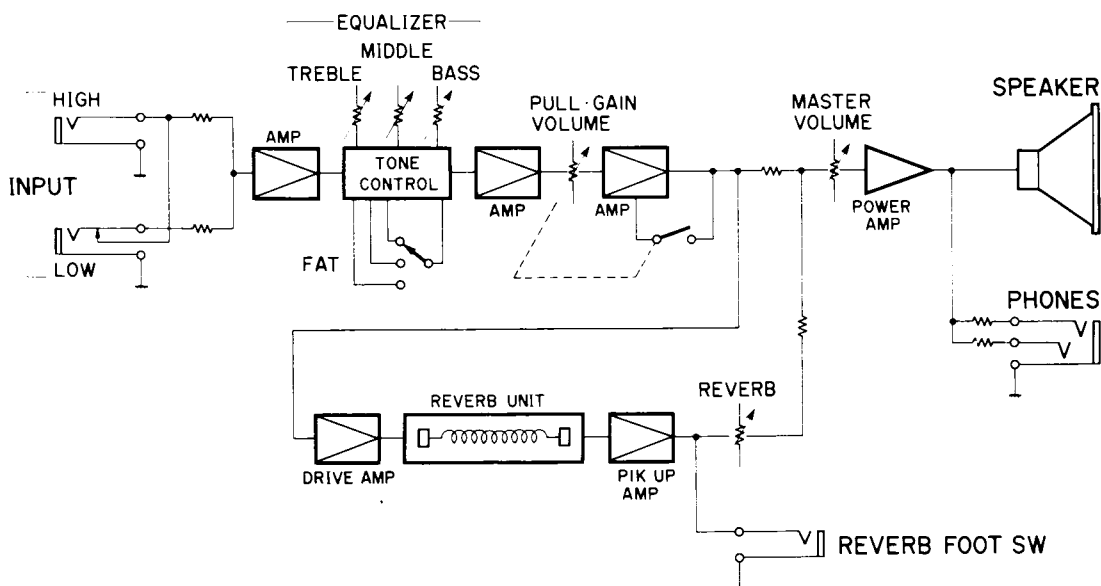 EQUALIZER
MIDDLE
TREBLE
BASS
HIGH
INPUT
LOW
AMP
TONE
CONTROL
FAT
AMP
PULL·GAIN
VOLUME
AMP
MASTER
VOLUME
POWER
AMP
SPEAKER
PHONES
DRIVE AMP
REVERB UNIT
PIK UP
AMP
REVERB
REVERB FOOT SW